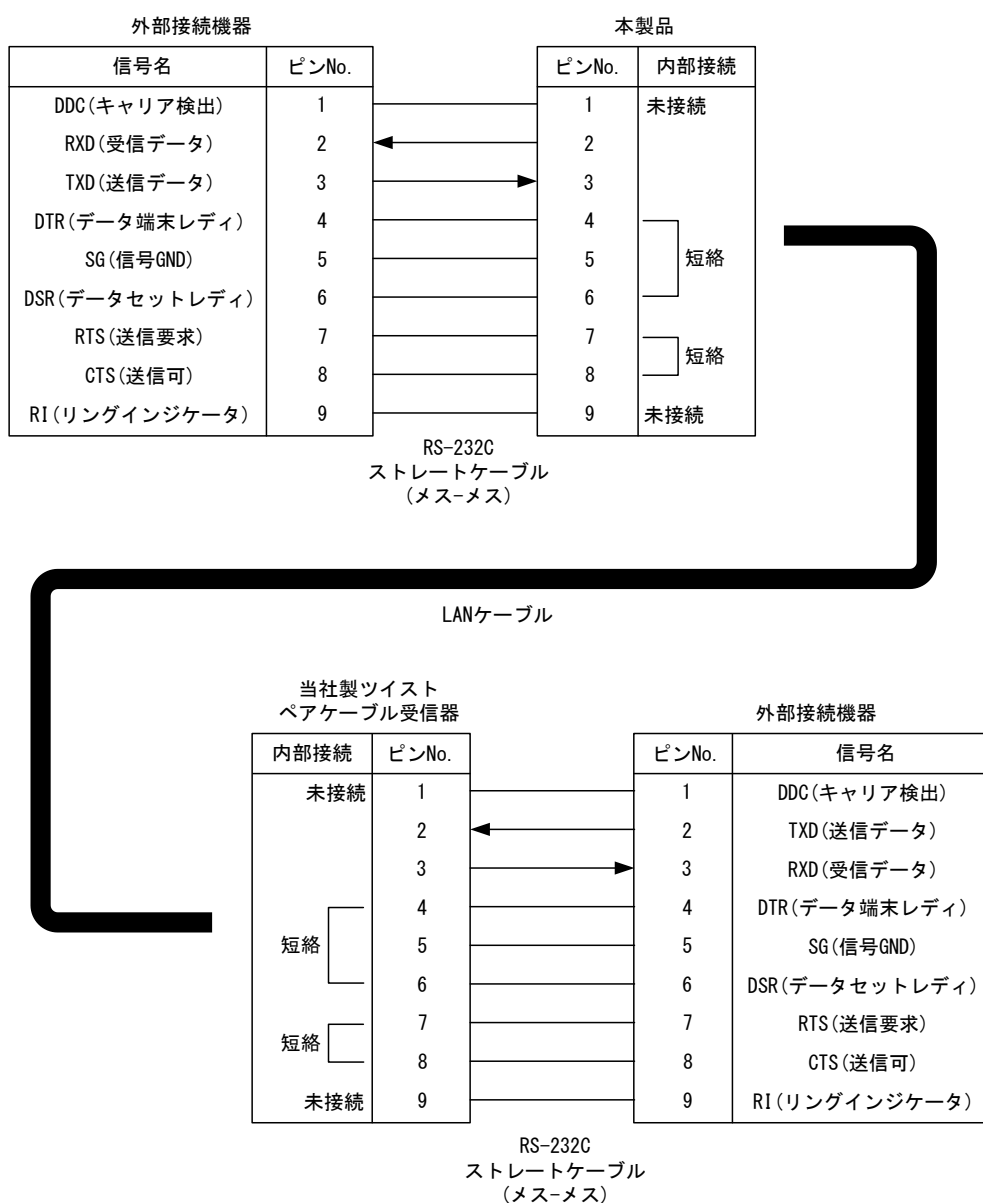 外部接続機器
本製品
信号名 ピンNo. ピンNo. 内部接続
DDC(キャリア検出) 1 1 未接続
RXD(受信データ) 2 2
TXD(送信データ) 3 3
DTR(データ端末レディ) 4 4
SG(信号GND) 5 5 短絡
DSR(データセットレディ) 6 6
RTS(送信要求) 7 7
短絡
CTS(送信可) 8 8
RI(リングインジケータ) 9 9 未接続
RS-232C
ストレートケーブル
(メス-メス)
LANケーブル
当社製ツイスト
ペアケーブル受信器
外部接続機器
内部接続 ピンNo. ピンNo. 信号名
未接続 1 1 DDC(キャリア検出)
2 2 TXD(送信データ)
3 3 RXD(受信データ)
4 4 DTR(データ端末レディ)
短絡 5 5 SG(信号GND)
6 6 DSR(データセットレディ)
7 7 RTS(送信要求)
短絡
8 8 CTS(送信可)
未接続 9 9 RI(リングインジケータ)
RS-232C
ストレートケーブル
(メス-メス)